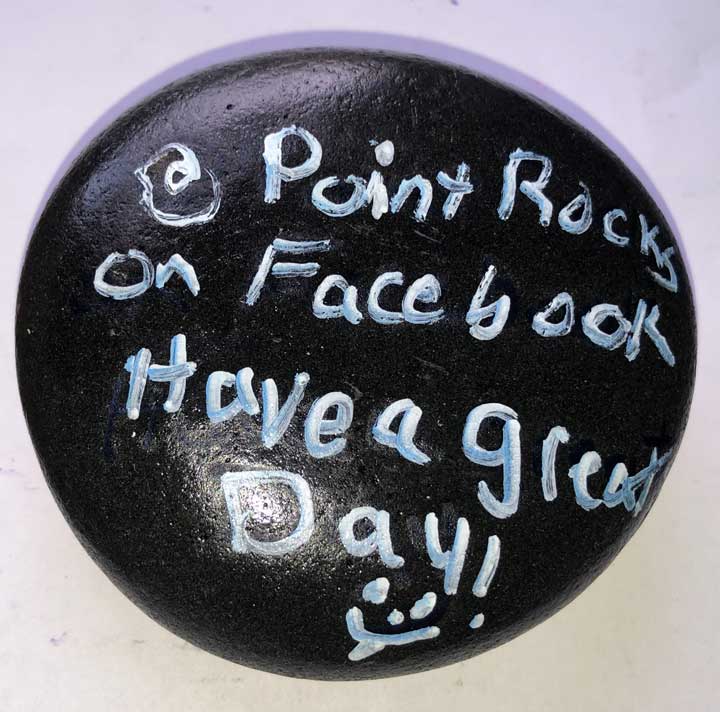 @ Point Rocks
on Facebook
Have a great
Day!